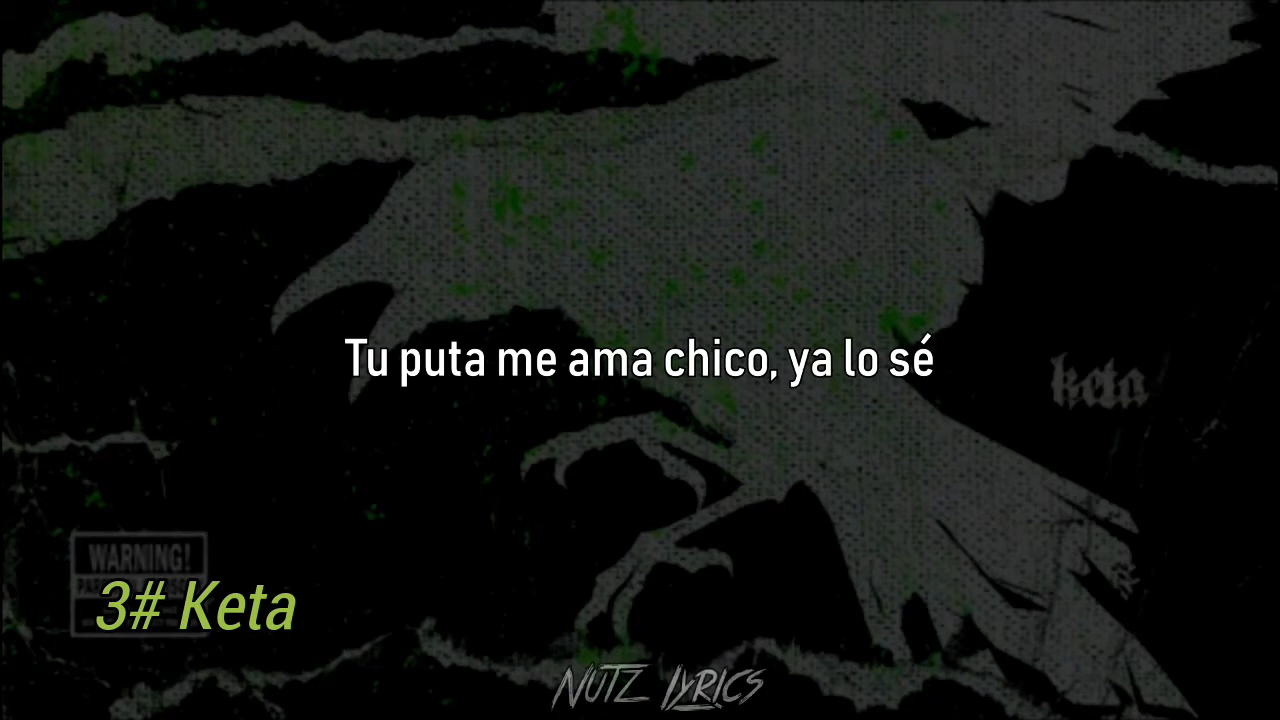 Tu puta me ama chico, ya lo sé
keta
WARNING!
3# Keta
NUTZ LYRICS